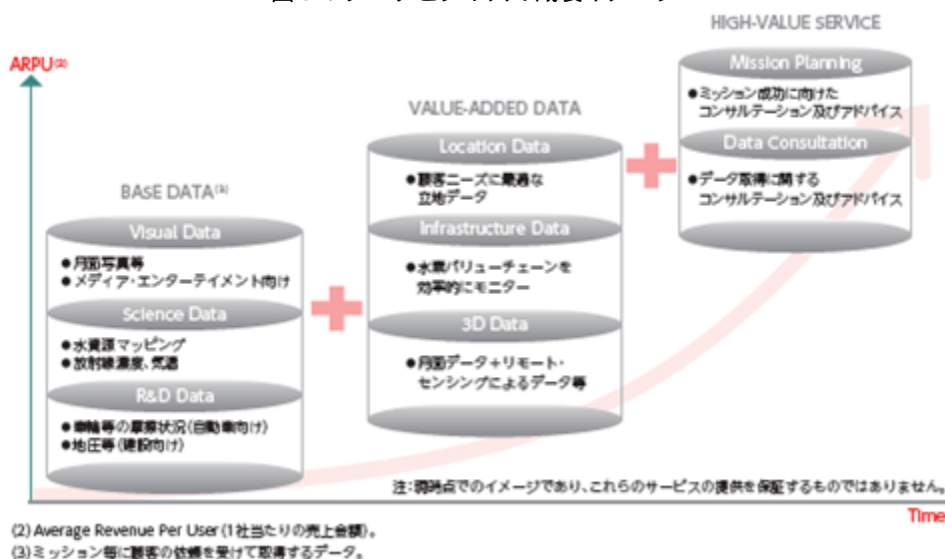 HIGH-VALUE SERVICE
ARPU(2)
Mission Planning
●ミッション成功に向けた
コンサルテーション及びアドバイス
VALUE-ADDED DATA
Location Data
Data Consultation
●顧客ニーズに最適な
立地データ
●データ取得に関する
コンサルテーション及びアドバイス
BASE DATA(3)
Visual Data
Infrastructure Data
●月面写真等
●メディア・エンターテイメント向け
●水素バリューチェーンを
効率的にモニター
Science Data
3D Data
●水資源マッピング
●放射線濃度、気温
●月面データ+リモート・
センシングによるデータ等
R&D Data
●車輪等の摩擦状況(自動車向け)
●地圧等(建設向け)
注:現時点でのイメージであり、これらのサービスの提供を保証するものではありません。
Time
(2) Average Revenue Per User(1社当たりの売上金額)。
(3)ミッション毎に顧客の依頼を受けて取得するデータ。